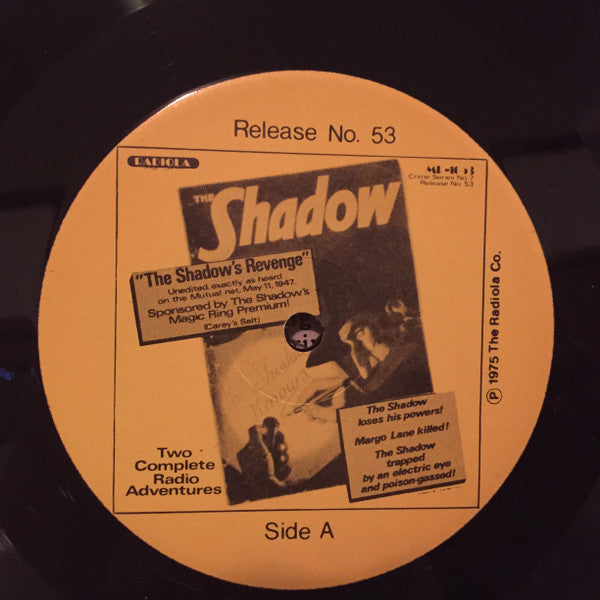 Release No. 53
RADIOLA
Crime Series No 7
Release No. 53
THE
Shadow
"The Shadow's Revenge"
Unedited, exactly as heard
on the Mutual net, May 11, 1947.
Sponsored by The Shadow's
Magic Ring Premium!
(Carey's Salt)
The Shadow
Knows
The Shadow
loses his powers!
Margo Lane killed!
The Shadow
trapped
by an electric eye
and poison-gassed!
Two
Complete
Radio
Adventures
Ⓟ 1975 The Radiola Co.
Side A